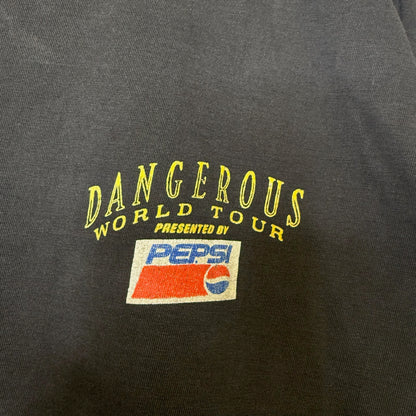 DANGEROUS
WORLD TOUR
PRESENTED BY
PEPSI